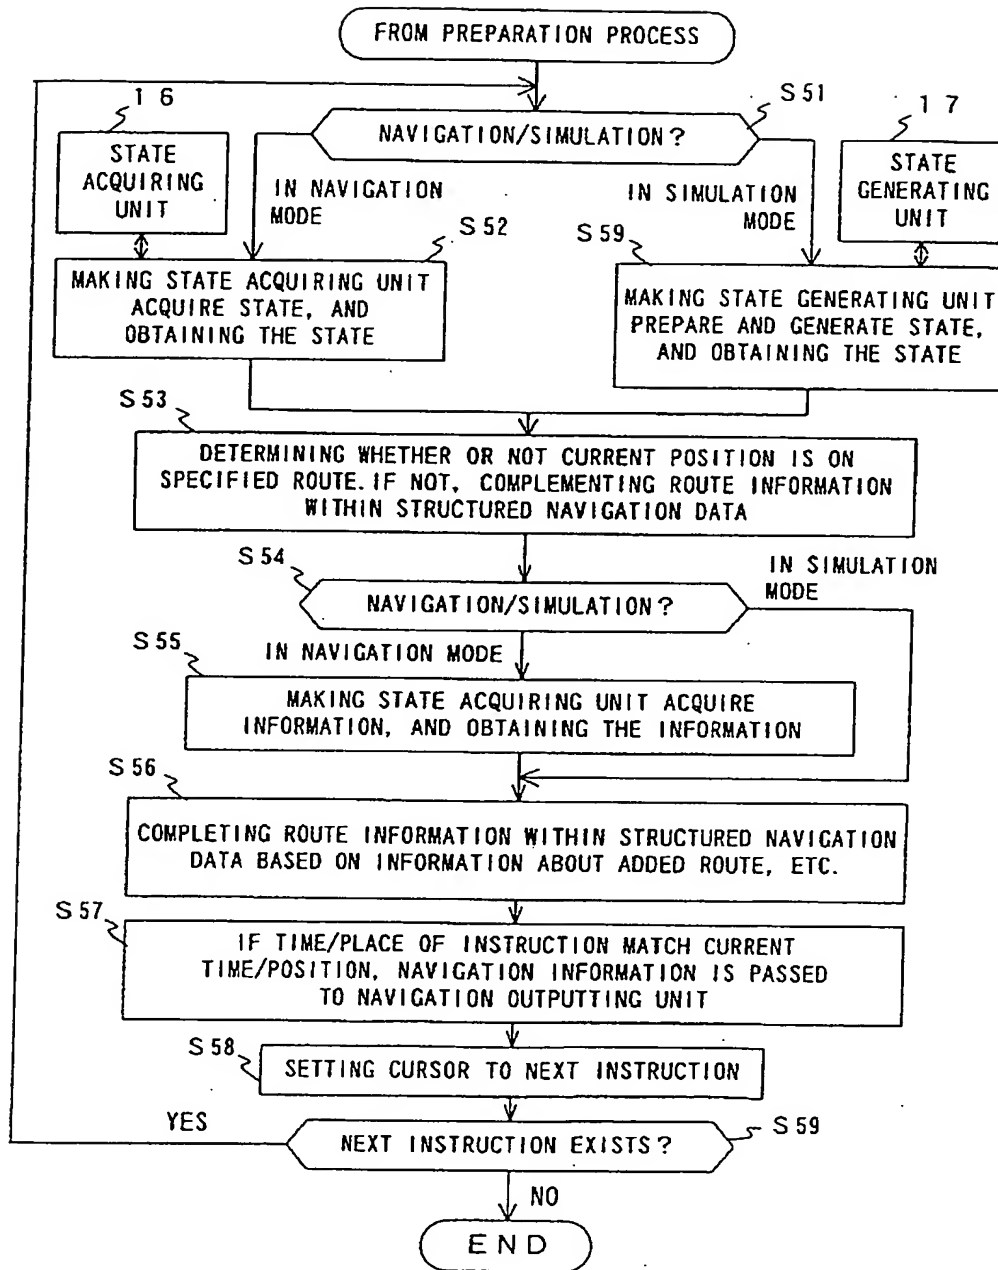 FROM PREPARATION PROCESS
S51
NAVIGATION/SIMULATION?
16
STATE
ACQUIRING
UNIT
17
STATE
GENERATING
UNIT
IN NAVIGATION
MODE
IN SIMULATION
MODE
S52
MAKING STATE ACQUIRING UNIT
ACQUIRE STATE, AND
OBTAINING THE STATE
S59
MAKING STATE GENERATING UNIT
PREPARE AND GENERATE STATE,
AND OBTAINING THE STATE
S53
DETERMINING WHETHER OR NOT CURRENT POSITION IS ON
SPECIFIED ROUTE. IF NOT, COMPLEMENTING ROUTE INFORMATION
WITHIN STRUCTURED NAVIGATION DATA
S54
NAVIGATION/SIMULATION?
IN SIMULATION
MODE
IN NAVIGATION MODE
S55
MAKING STATE ACQUIRING UNIT ACQUIRE
INFORMATION, AND OBTAINING THE INFORMATION
S56
COMPLETING ROUTE INFORMATION WITHIN STRUCTURED NAVIGATION
DATA BASED ON INFORMATION ABOUT ADDED ROUTE, ETC.
S57
IF TIME/PLACE OF INSTRUCTION MATCH CURRENT
TIME/POSITION, NAVIGATION INFORMATION IS PASSED
TO NAVIGATION OUTPUTTING UNIT
S58
SETTING CURSOR TO NEXT INSTRUCTION
YES
NEXT INSTRUCTION EXISTS?
S59
NO
END